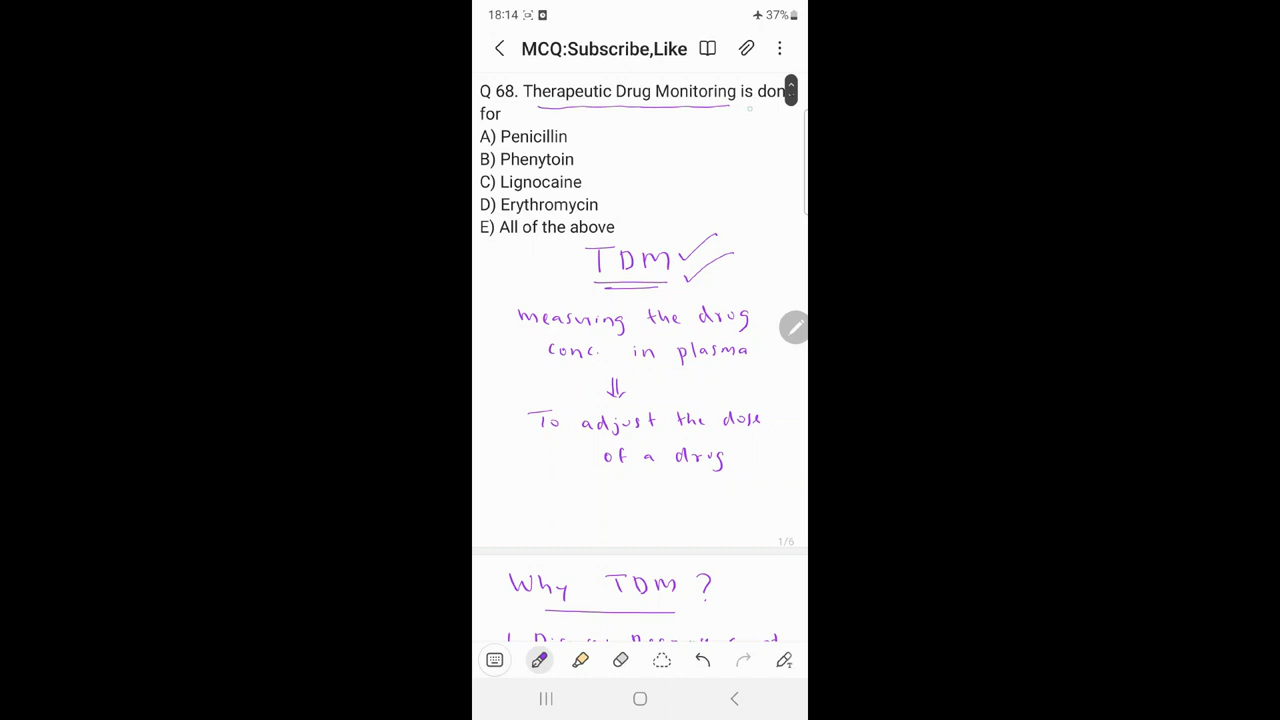 18:14 37%
MCQ:Subscribe,Like
Q 68. Therapeutic Drug Monitoring is don
for
A) Penicillin
B) Phenytoin
C) Lignocaine
D) Erythromycin
E) All of the above
TDM
measuring the drug
conc. in plasma
To adjust the dose
of a drug
1/6
Why TDM ?